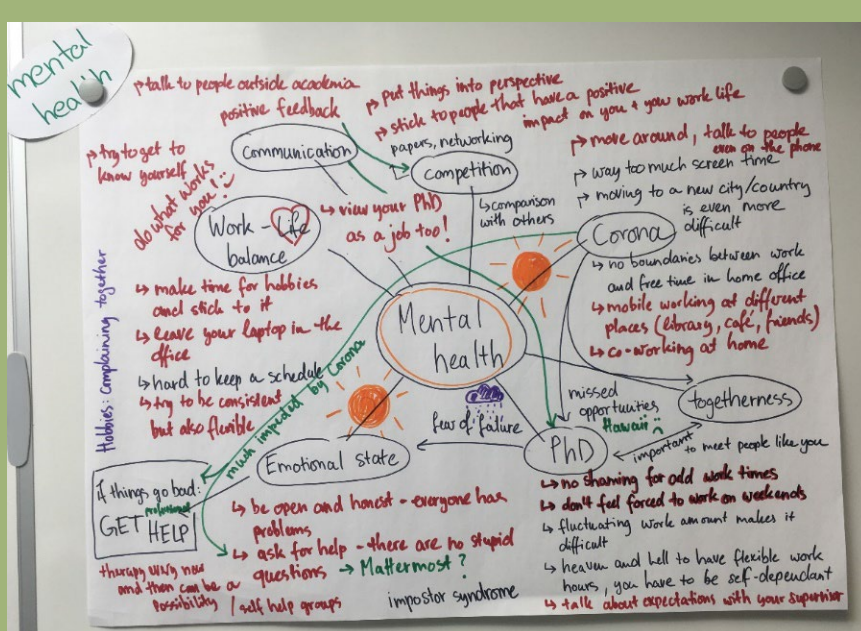 mental
health
↱ talk to people outside academia
positive feedback
communication
↱ put things into perspective
↱ stick to people that have a positive
impact on you + your work life
papers, networking
competition
↳ comparison
with others
↱ move around, talk to people
even on the phone
↱ way too much screen time
↱ moving to a new city/country
is even more
difficult
Corona
↳ no boundaries between work
and free time in home office
↳ mobile working at different
places (library, café, friends)
↳ co-working at home
↱ try to get to
know yourself
do what works
for you! :)
Work-Life
balance
↳ view your PhD
as a job too!
↳ make time for hobbies
and stick to it
↳ leave your laptop in the
office
↳ hard to keep a schedule
↳ try to be consistent
but also flexible
Hobbies: complaining together
much impacted by Corona
Mental
health
fear of failure
missed
opportunities
Hawaii :(
togetherness
important
to meet people like you
PhD
↳ no shaming for odd work times
↳ don't feel forced to work on weekends
↳ fluctuating work amount makes it
difficult
↳ heaven and hell to have flexible work
hours, you have to be self-dependant
↳ talk about expectations with your supervisor
Emotional state
↳ be open and honest - everyone has
problems
↳ ask for help - there are no stupid
questions → Mattermost?
impostor syndrome
if things go bad:
professional
GET HELP
therapy every now
and then can be a
possibility / self help groups